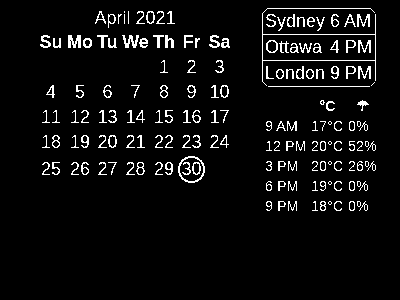 April 2021
Su Mo Tu We Th Fr Sa
1 2 3
4 5 6 7 8 9 10
11 12 13 14 15 16 17
18 19 20 21 22 23 24
25 26 27 28 29 30
Sydney 6 AM
Ottawa 4 PM
London 9 PM
°C ☂
9 AM 17°C 0%
12 PM 20°C 52%
3 PM 20°C 26%
6 PM 19°C 0%
9 PM 18°C 0%